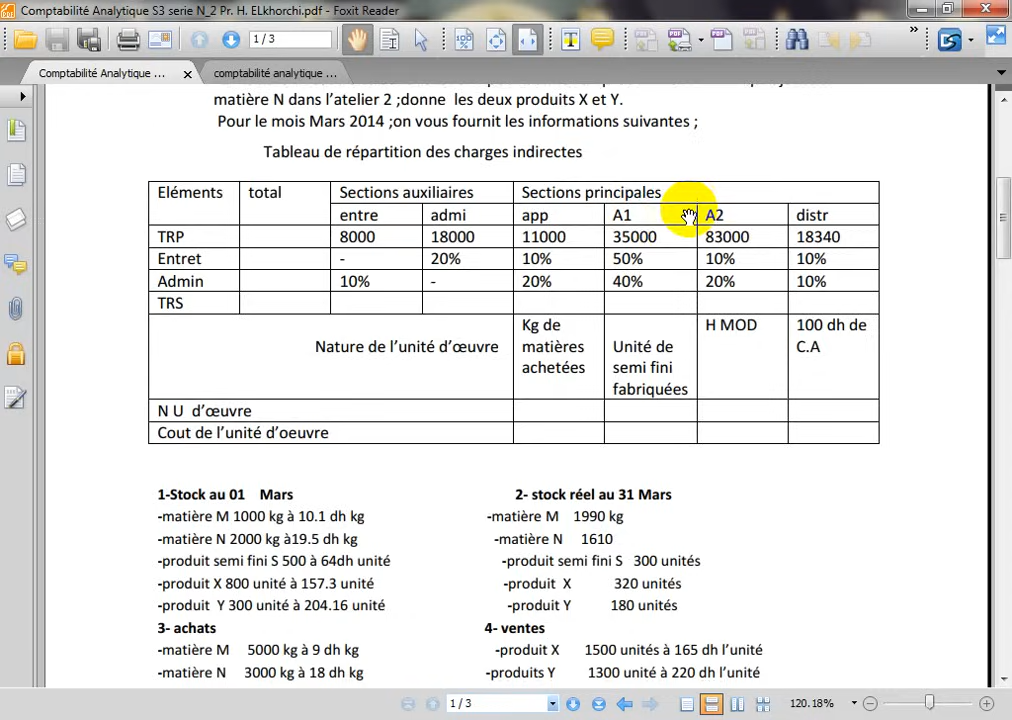 Comptabilité Analytique S3 serie N_2 Pr. H. ELkhorchi.pdf - Foxit Reader
1 / 3
Comptabilité Analytique ...
comptabilité analytique ...
matière N dans l'atelier 2 ;donne les deux produits X et Y.
Pour le mois Mars 2014 ;on vous fournit les informations suivantes ;
Tableau de répartition des charges indirectes
Eléments total Sections auxiliaires Sections principales
entre admi app A1 A2 distr
TRP 8000 18000 11000 35000 83000 18340
Entret - 20% 10% 50% 10% 10%
Admin 10% - 20% 40% 20% 10%
TRS
Nature de l'unité d'œuvre
Kg de matières achetées
Unité de semi fini fabriquées
H MOD
100 dh de C.A
N U d'œuvre
Cout de l'unité d'oeuvre
1-Stock au 01 Mars
-matière M 1000 kg à 10.1 dh kg
-matière N 2000 kg à19.5 dh kg
-produit semi fini S 500 à 64dh unité
-produit X 800 unité à 157.3 unité
-produit Y 300 unité à 204.16 unité
2- stock réel au 31 Mars
-matière M 1990 kg
-matière N 1610
-produit semi fini S 300 unités
-produit X 320 unités
-produit Y 180 unités
3- achats
-matière M 5000 kg à 9 dh kg
-matière N 3000 kg à 18 dh kg
4- ventes
-produit X 1500 unités à 165 dh l'unité
-produits Y 1300 unité à 220 dh l'unité
1 / 3
120.18%